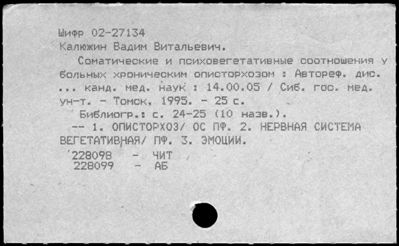 Шифр 02-27134
Калюжин Вадим Витальевич.
Соматические и психовегетативные соотношения у
больных хроническим описторхозом : Автореф. дис.
... канд. мед. наук : 14.00.05 / Сиб. гос. мед.
ун-т. - Томск, 1995. - 25 с.
Библиогр.: с. 24-25 (10 назв.).
-- 1. ОПИСТОРХОЗ/ ОС ПФ. 2. НЕРВНАЯ СИСТЕМА
ВЕГЕТАТИВНАЯ/ ПФ. 3. ЭМОЦИИ.
228098 - ЧИТ
228099 - АБ